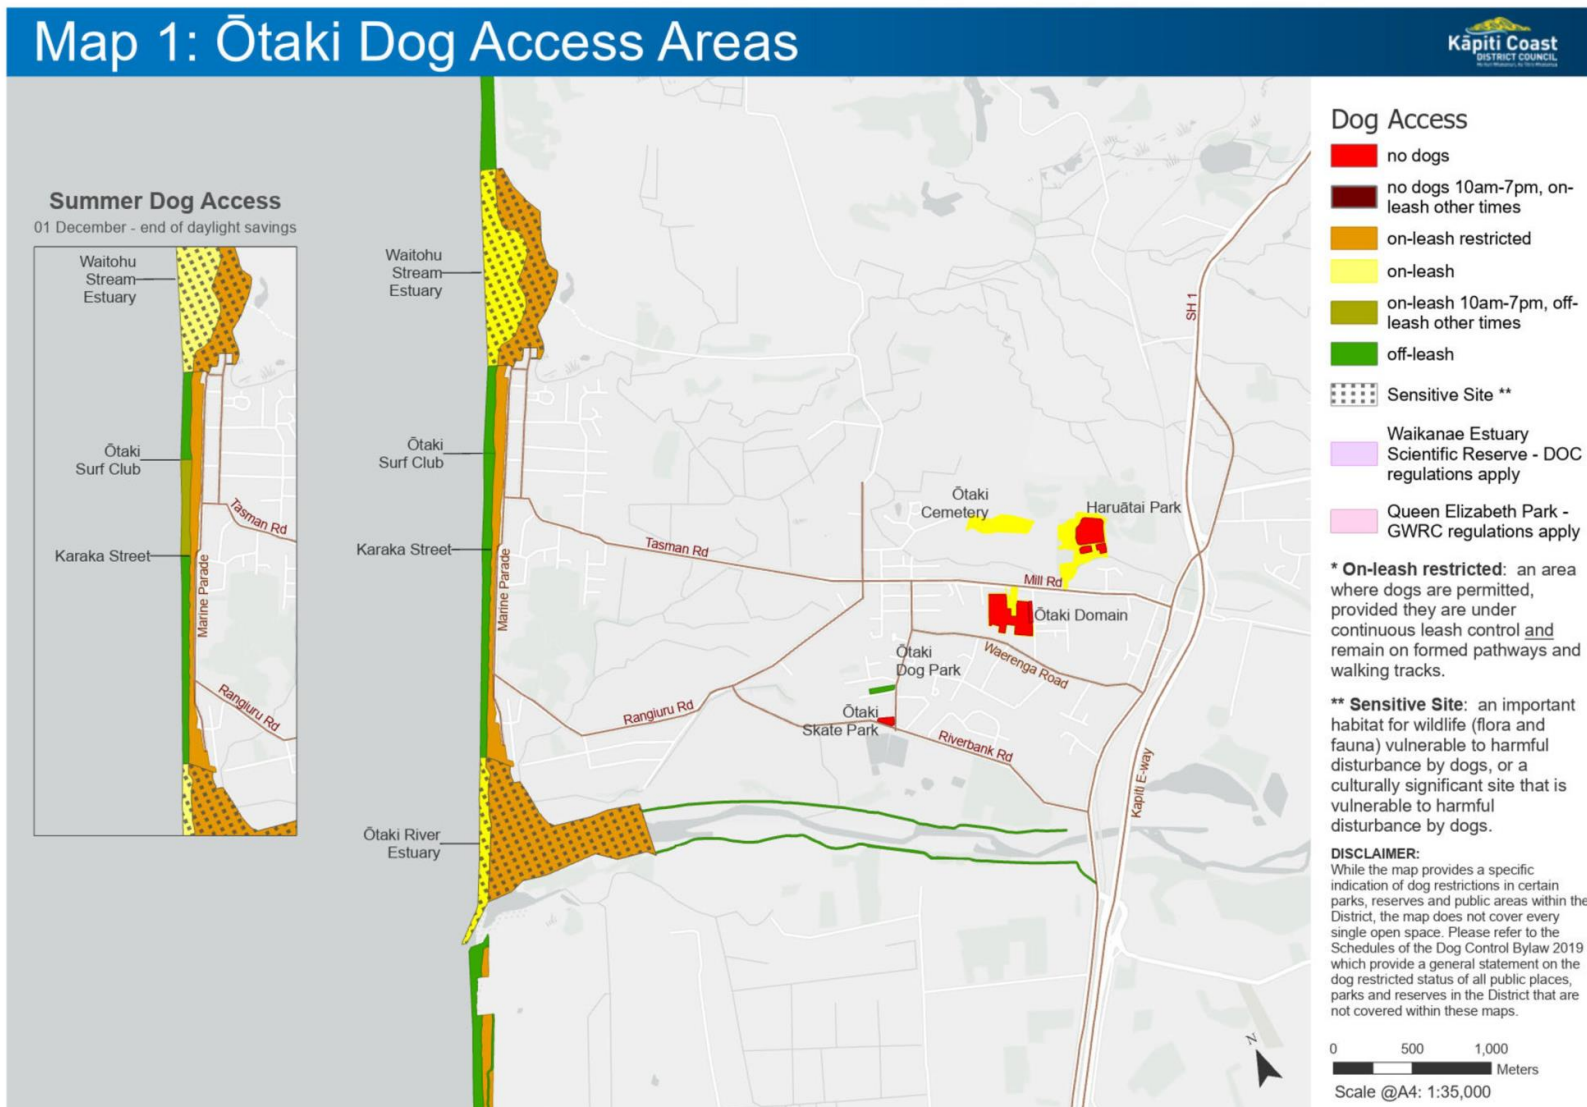 Map 1: Ōtaki Dog Access Areas
Kāpiti Coast
DISTRICT COUNCIL
Summer Dog Access
01 December - end of daylight savings
Waitohu
Stream
Estuary
Ōtaki
Surf Club
Tasman Rd
Karaka Street
Marine Parade
Rangiuru Rd
Waitohu
Stream
Estuary
Ōtaki
Surf Club
Karaka Street
Marine Parade
Tasman Rd
Rangiuru Rd
Ōtaki River
Estuary
Ōtaki
Cemetery
Haruātai Park
Mill Rd
Ōtaki Domain
Waerenga Road
Ōtaki
Dog Park
Ōtaki
Skate Park
Riverbank Rd
SH 1
Kapiti E-way
N
Dog Access
no dogs
no dogs 10am-7pm, on-
leash other times
on-leash restricted
on-leash
on-leash 10am-7pm, off-
leash other times
off-leash
Sensitive Site **
Waikanae Estuary
Scientific Reserve - DOC
regulations apply
Queen Elizabeth Park -
GWRC regulations apply
* On-leash restricted: an area
where dogs are permitted,
provided they are under
continuous leash control and
remain on formed pathways and
walking tracks.
** Sensitive Site: an important
habitat for wildlife (flora and
fauna) vulnerable to harmful
disturbance by dogs, or a
culturally significant site that is
vulnerable to harmful
disturbance by dogs.
DISCLAIMER:
While the map provides a specific
indication of dog restrictions in certain
parks, reserves and public areas within the
District, the map does not cover every
single open space. Please refer to the
Schedules of the Dog Control Bylaw 2019
which provide a general statement on the
dog restricted status of all public places,
parks and reserves in the District that are
not covered within these maps.
0 500 1,000
Meters
Scale @A4: 1:35,000